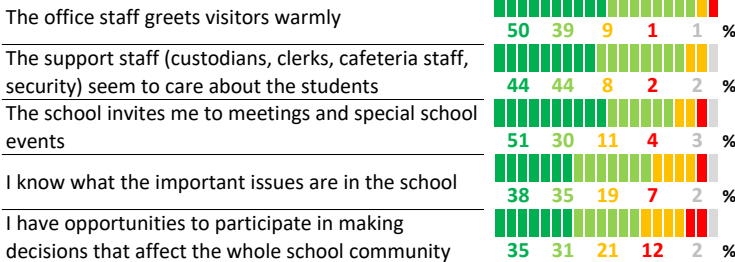 The office staff greets visitors warmly
50 39 9 1 1 %
The support staff (custodians, clerks, cafeteria staff,
security) seem to care about the students
44 44 8 2 2 %
The school invites me to meetings and special school
events
51 30 11 4 3 %
I know what the important issues are in the school
38 35 19 7 2 %
I have opportunities to participate in making
decisions that affect the whole school community
35 31 21 12 2 %